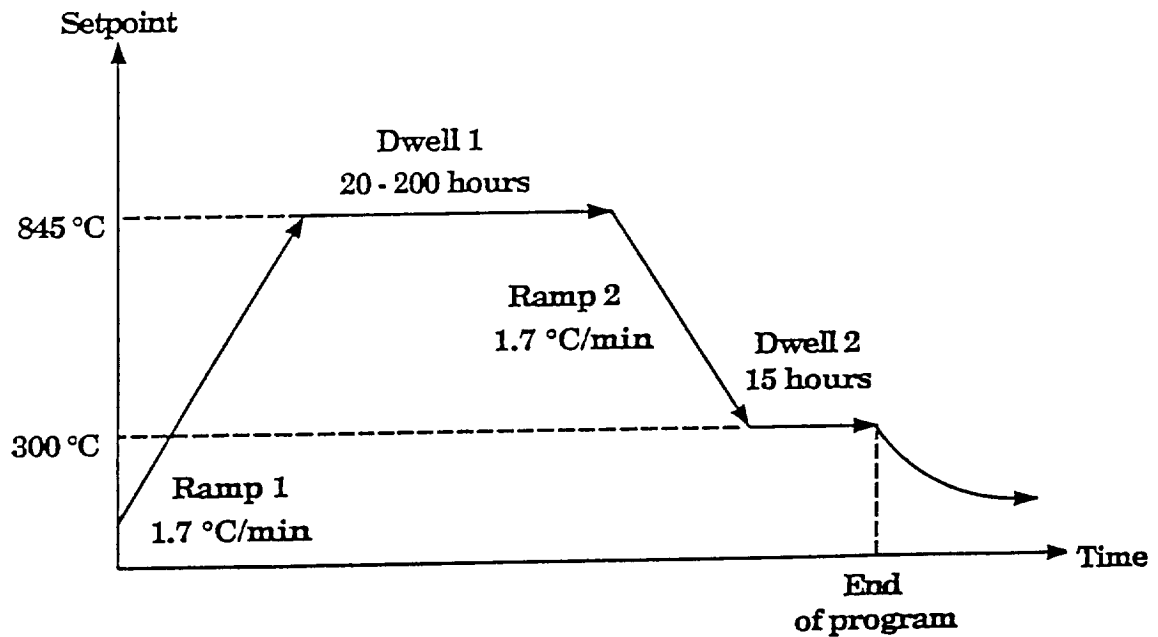 Setpoint
Dwell 1
20 - 200 hours
845 °C
Ramp 2
1.7 °C/min
Dwell 2
15 hours
300 °C
Ramp 1
1.7 °C/min
Time
End
of program